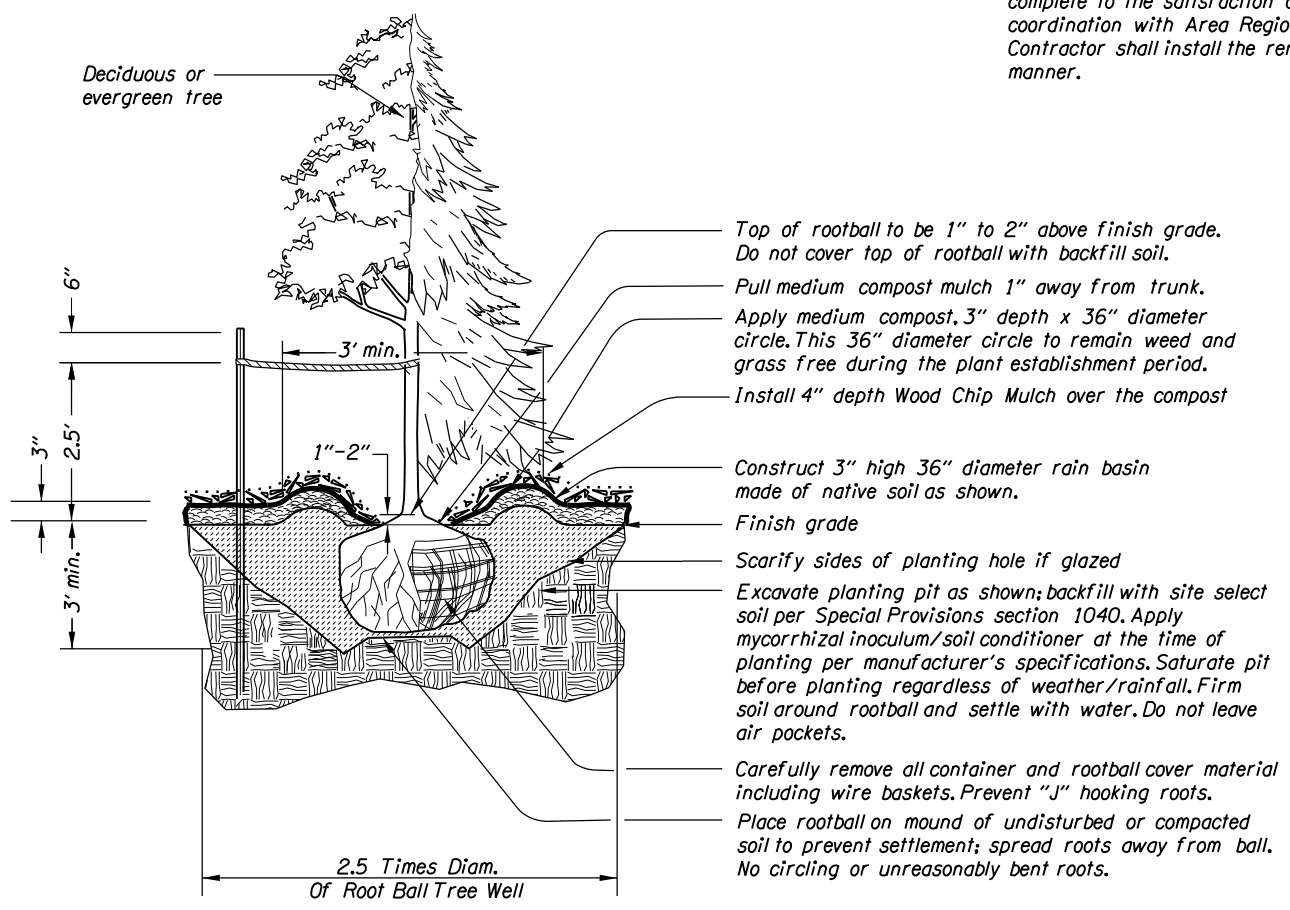 complete to the satisfaction
coordination with Area
Contractor shall install the
manner.
Deciduous or
evergreen tree
Top of rootball to be 1" to 2" above finish grade.
Do not cover top of rootball with backfill soil.
Pull medium compost mulch 1" away from trunk.
Apply medium compost, 3" depth x 36" diameter
circle. This 36" diameter circle to remain weed and
grass free during the plant establishment period.
Install 4" depth Wood Chip Mulch over the compost
Construct 3" high 36" diameter rain basin
made of native soil as shown.
Finish grade
Scarify sides of planting hole if glazed
Excavate planting pit as shown; backfill with site select
soil per Special Provisions section 1040. Apply
mycorrhizal inoculum/soil conditioner at the time of
planting per manufacturer's specifications. Saturate pit
before planting regardless of weather/rainfall. Firm
soil around rootball and settle with water. Do not leave
air pockets.
Carefully remove all container and rootball cover material
including wire baskets. Prevent "J" hooking roots.
Place rootball on mound of undisturbed or compacted
soil to prevent settlement; spread roots away from ball.
No circling or unreasonably bent roots.
6"
3' min.
2.5'
3"
1"-2"
3' min.
2.5 Times Diam.
Of Root Ball Tree Well